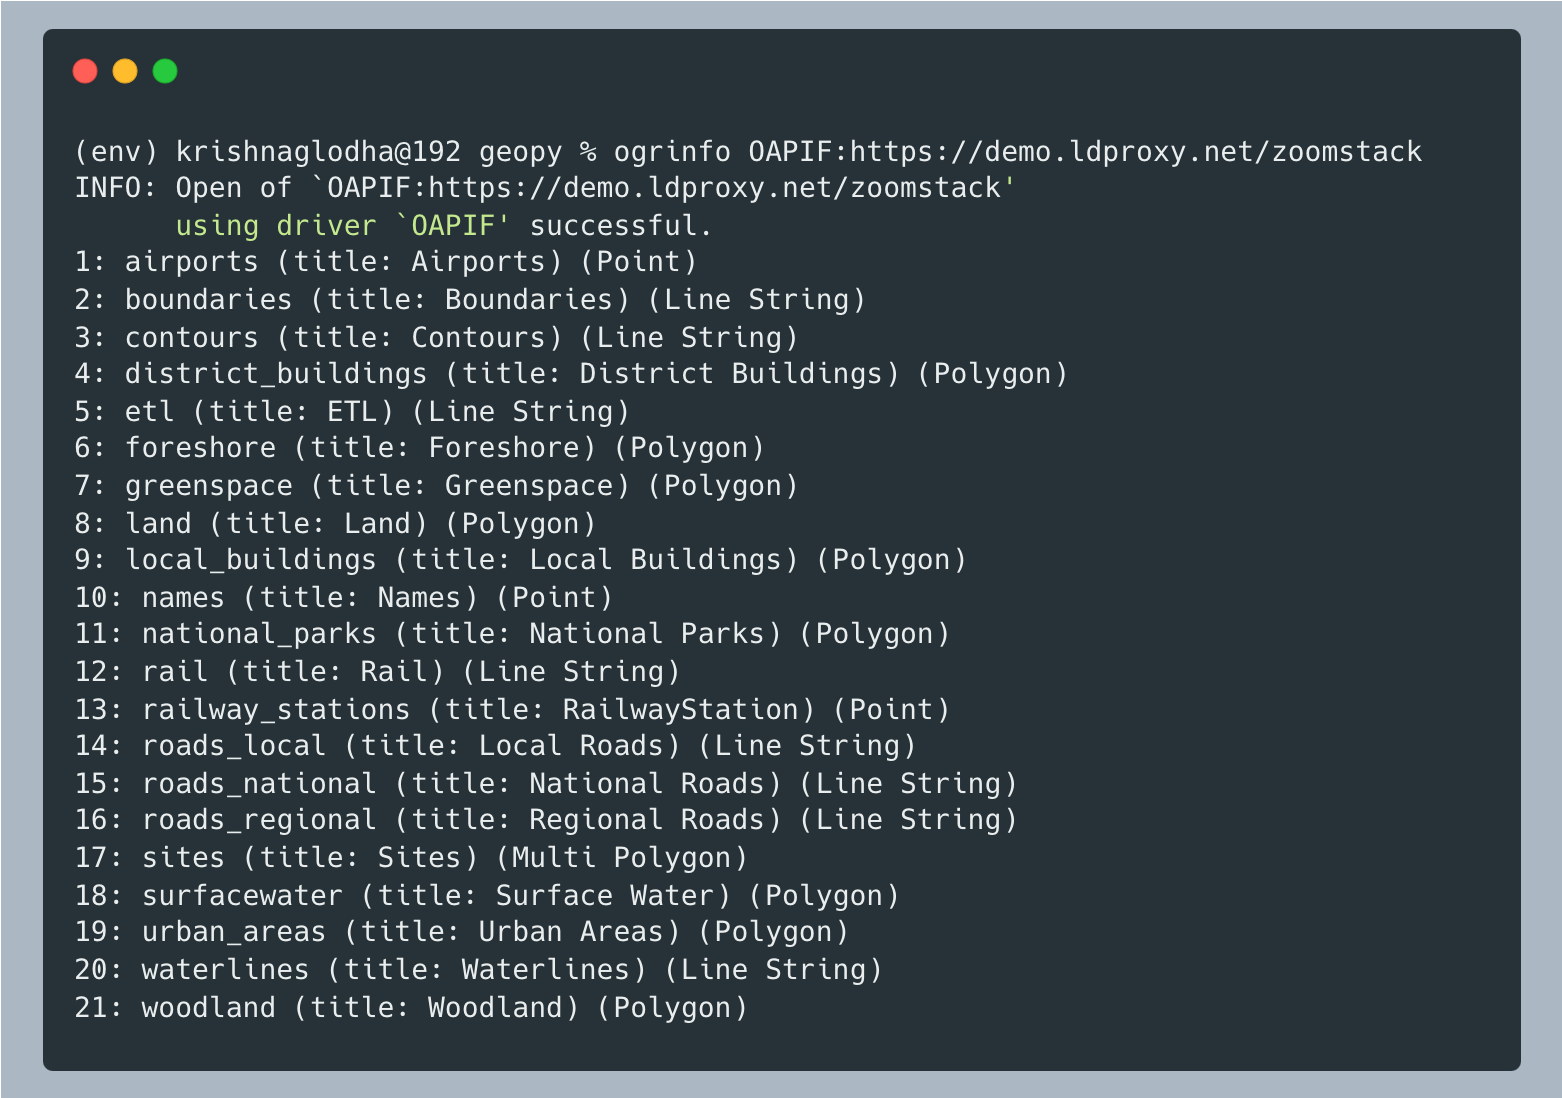 (env) krishnaglodha@192 geopy % ogrinfo OAPIF:https://demo.ldproxy.net/zoomstack
INFO: Open of `OAPIF:https://demo.ldproxy.net/zoomstack'
      using driver `OAPIF' successful.
1: airports (title: Airports) (Point)
2: boundaries (title: Boundaries) (Line String)
3: contours (title: Contours) (Line String)
4: district_buildings (title: District Buildings) (Polygon)
5: etl (title: ETL) (Line String)
6: foreshore (title: Foreshore) (Polygon)
7: greenspace (title: Greenspace) (Polygon)
8: land (title: Land) (Polygon)
9: local_buildings (title: Local Buildings) (Polygon)
10: names (title: Names) (Point)
11: national_parks (title: National Parks) (Polygon)
12: rail (title: Rail) (Line String)
13: railway_stations (title: RailwayStation) (Point)
14: roads_local (title: Local Roads) (Line String)
15: roads_national (title: National Roads) (Line String)
16: roads_regional (title: Regional Roads) (Line String)
17: sites (title: Sites) (Multi Polygon)
18: surfacewater (title: Surface Water) (Polygon)
19: urban_areas (title: Urban Areas) (Polygon)
20: waterlines (title: Waterlines) (Line String)
21: woodland (title: Woodland) (Polygon)